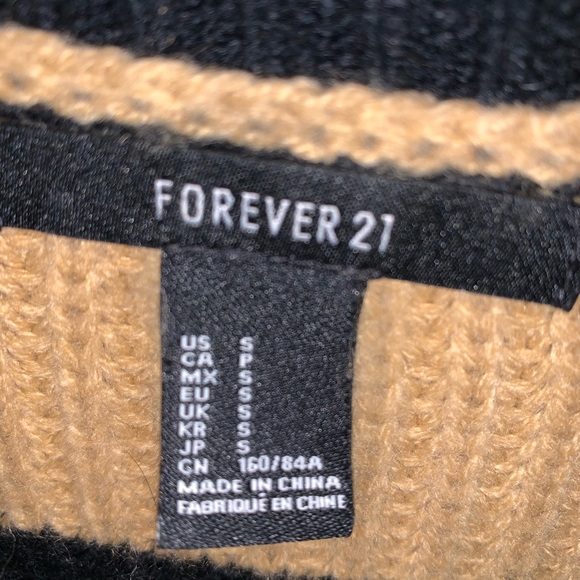 FOREVER 21
US S
CA P
MX S
EU S
UK S
KR S
JP S
CN 160/84A
MADE IN CHINA
FABRIQUÉ EN CHINE